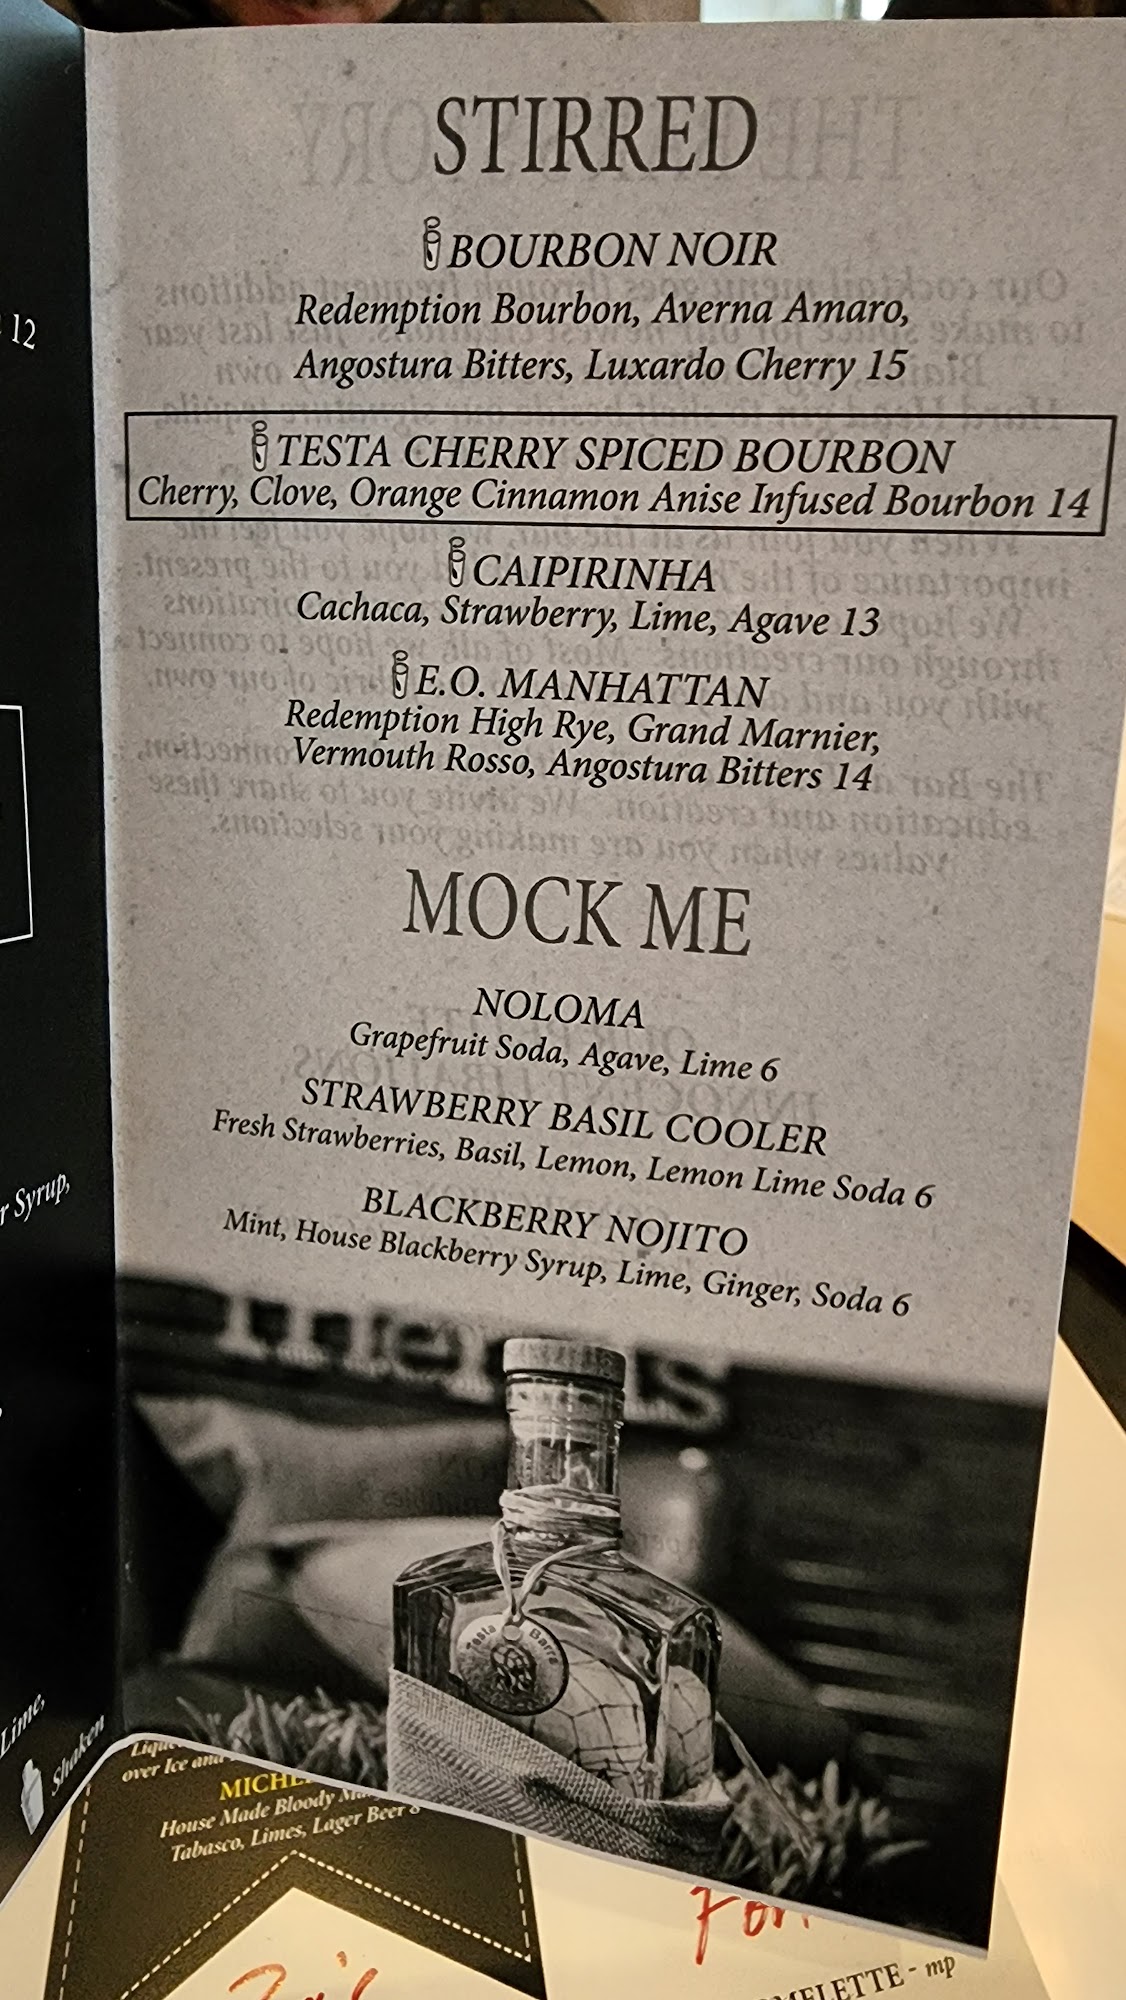 STIRRED
BOURBON NOIR
Redemption Bourbon, Averna Amaro,
Angostura Bitters, Luxardo Cherry 15
TESTA CHERRY SPICED BOURBON
Cherry, Clove, Orange Cinnamon Anise Infused Bourbon 14
CAIPIRINHA
Cachaca, Strawberry, Lime, Agave 13
E.O. MANHATTAN
Redemption High Rye, Grand Marnier,
Vermouth Rosso, Angostura Bitters 14
MOCK ME
NOLOMA
Grapefruit Soda, Agave, Lime 6
STRAWBERRY BASIL COOLER
Fresh Strawberries, Basil, Lemon, Lemon Lime Soda 6
BLACKBERRY NOJITO
Mint, House Blackberry Syrup, Lime, Ginger, Soda 6
Testa Barra
12
r Syrup,
Lime,
Shaken
over Ice and
House Made Bloody
Tabasco, Limes, Lager Beer
- mp